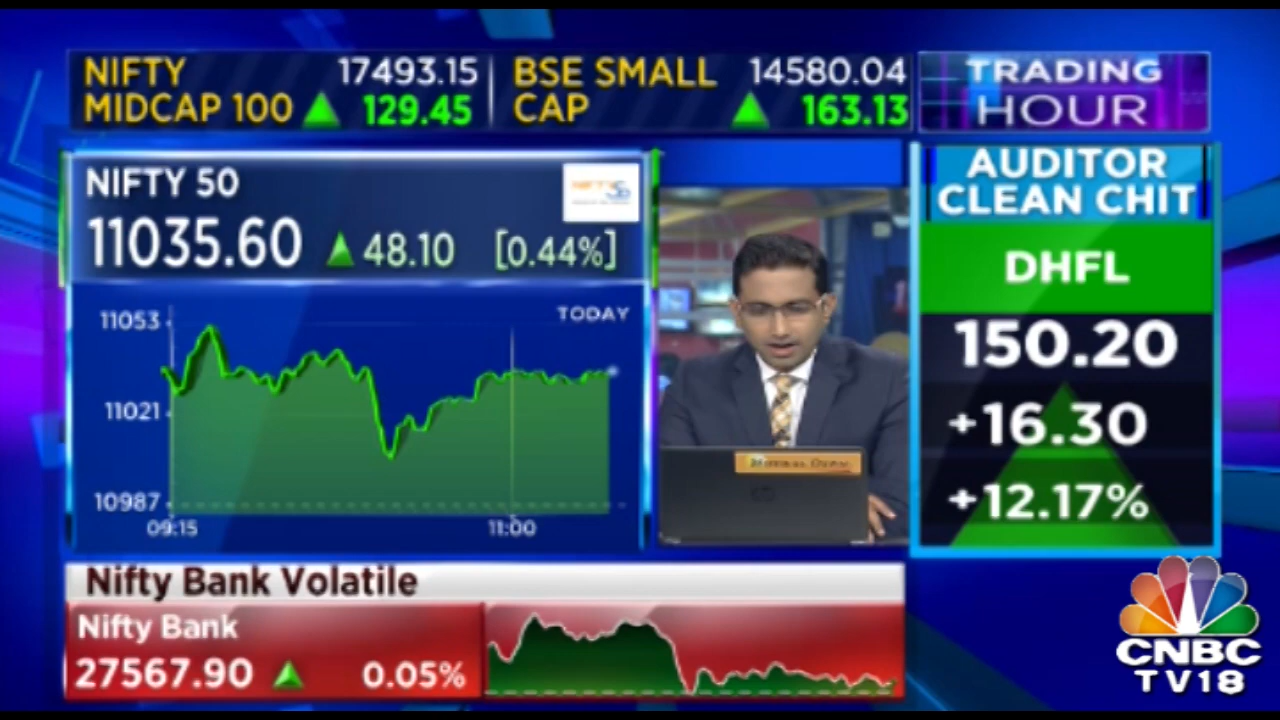 NIFTY 17493.15
MIDCAP 100 129.45
BSE SMALL 14580.04
CAP 163.13
TRADING
HOUR
NIFTY 50
11035.60 48.10 [0.44%]
TODAY
11053
11021
10987
09:15 11:00
AUDITOR
CLEAN CHIT
DHFL
150.20
+16.30
+12.17%
Nifty Bank Volatile
Nifty Bank
27567.90 0.05%
CNBC
TV18